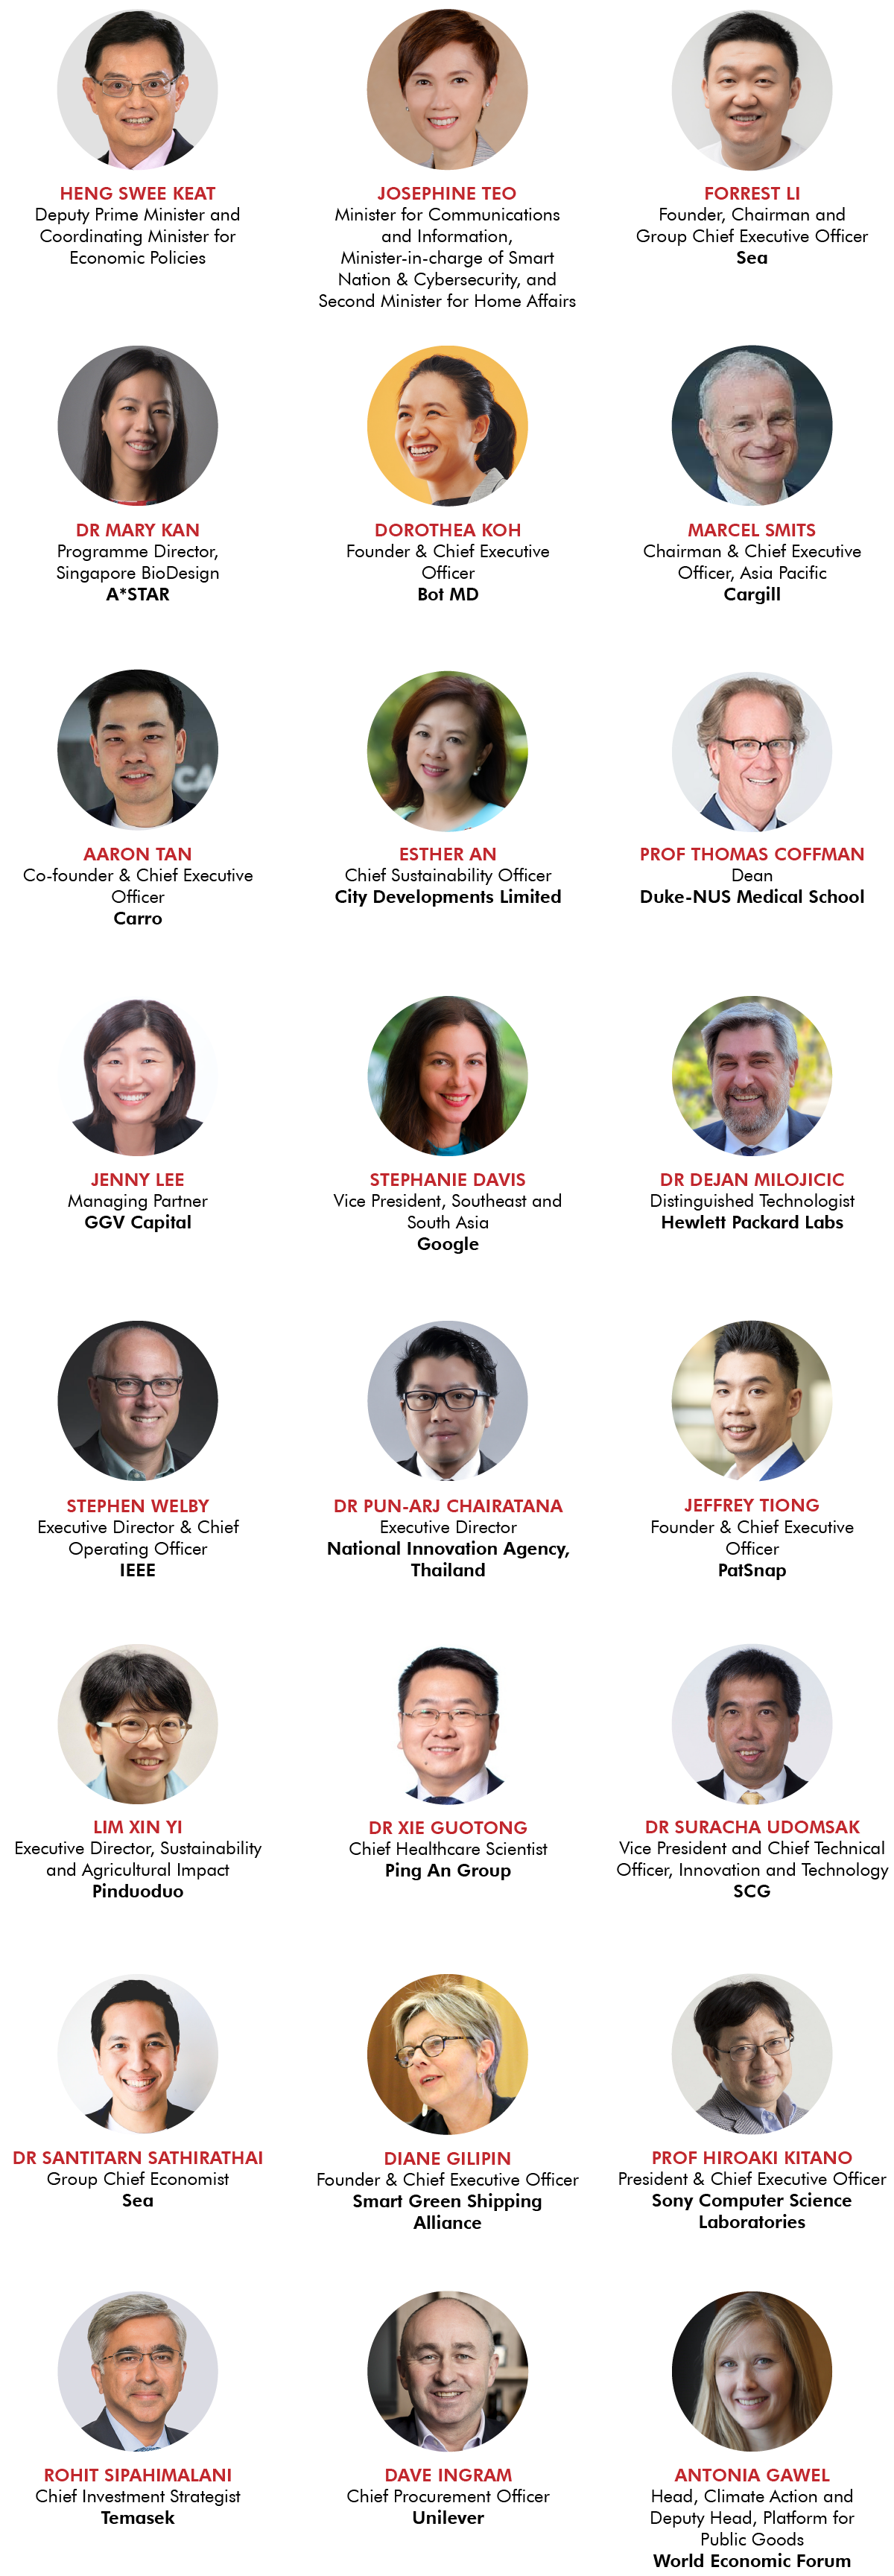 HENG SWEE KEAT
Deputy Prime Minister and
Coordinating Minister for
Economic Policies
JOSEPHINE TEO
Minister for Communications
and Information,
Minister-in-charge of Smart
Nation & Cybersecurity, and
Second Minister for Home Affairs
FORREST LI
Founder, Chairman and
Group Chief Executive Officer
Sea
DR MARY KAN
Programme Director,
Singapore BioDesign
A*STAR
DOROTHEA KOH
Founder & Chief Executive
Officer
Bot MD
MARCEL SMITS
Chairman & Chief Executive
Officer, Asia Pacific
Cargill
CA
AARON TAN
Co-founder & Chief Executive
Officer
Carro
ESTHER AN
Chief Sustainability Officer
City Developments Limited
PROF THOMAS COFFMAN
Dean
Duke-NUS Medical School
JENNY LEE
Managing Partner
GGV Capital
STEPHANIE DAVIS
Vice President, Southeast and
South Asia
Google
DR DEJAN MILOJICIC
Distinguished Technologist
Hewlett Packard Labs
STEPHEN WELBY
Executive Director & Chief
Operating Officer
IEEE
DR PUN-ARJ CHAIRATANA
Executive Director
National Innovation Agency,
Thailand
JEFFREY TIONG
Founder & Chief Executive
Officer
PatSnap
LIM XIN YI
Executive Director, Sustainability
and Agricultural Impact
Pinduoduo
DR XIE GUOTONG
Chief Healthcare Scientist
Ping An Group
DR SURACHA UDOMSAK
Vice President and Chief Technical
Officer, Innovation and Technology
SCG
DR SANTITARN SATHIRATHAI
Group Chief Economist
Sea
DIANE GILIPIN
Founder & Chief Executive Officer
Smart Green Shipping
Alliance
PROF HIROAKI KITANO
President & Chief Executive Officer
Sony Computer Science
Laboratories
ROHIT SIPAHIMALANI
Chief Investment Strategist
Temasek
DAVE INGRAM
Chief Procurement Officer
Unilever
ANTONIA GAWEL
Head, Climate Action and
Deputy Head, Platform for
Public Goods
World Economic Forum